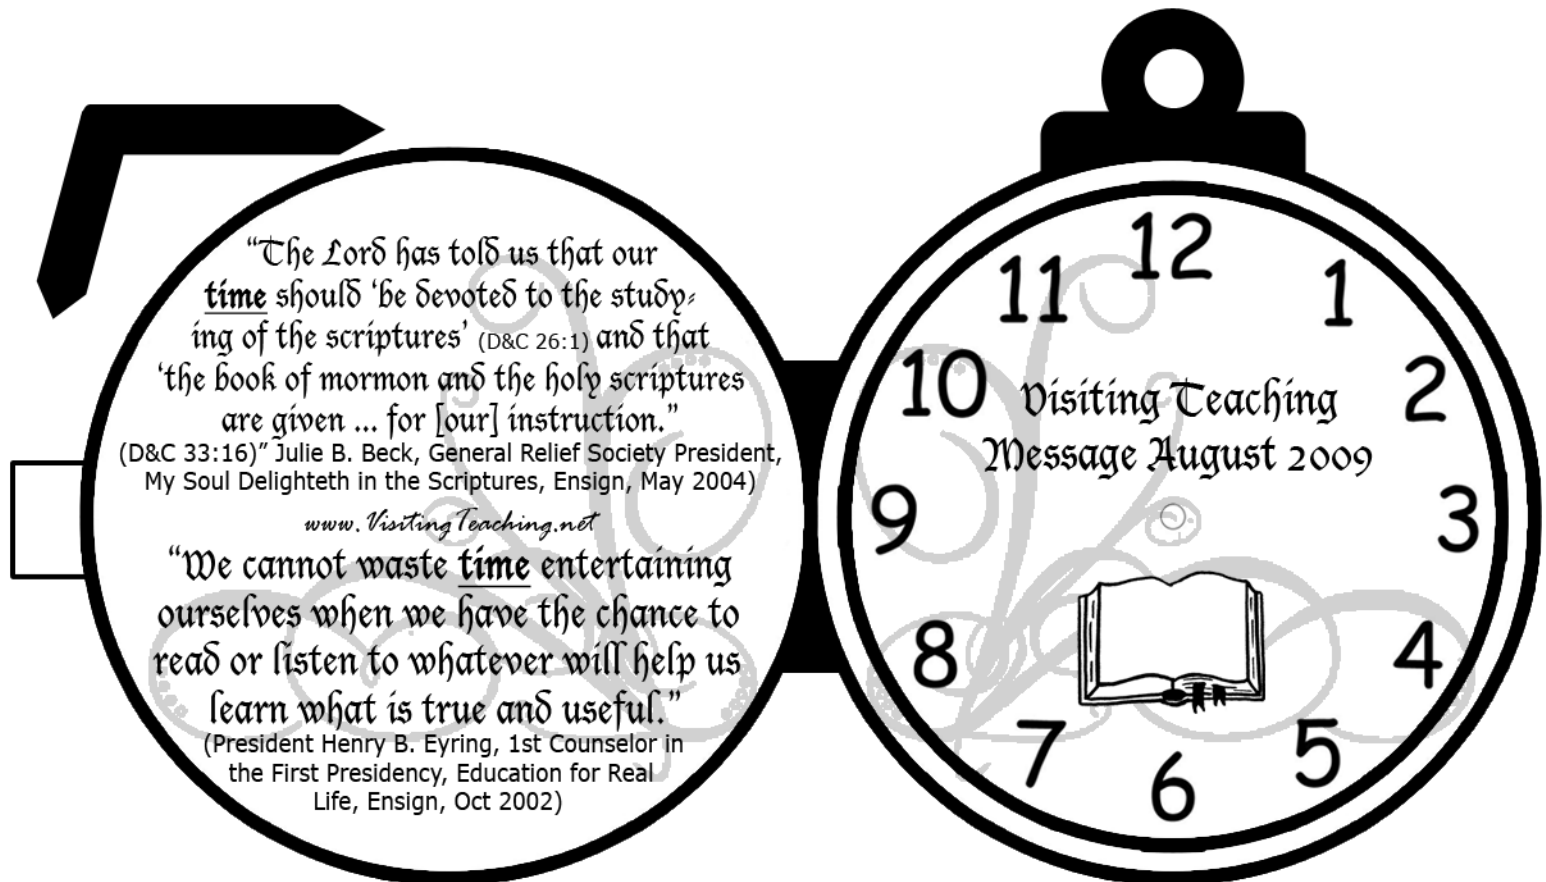 “The Lord has told us that our
time should ‘be devoted to the study-
ing of the scriptures’ (D&C 26:1) and that
‘the book of mormon and the holy scriptures
are given ... for [our] instruction.”
(D&C 33:16)” Julie B. Beck, General Relief Society President,
My Soul Delighteth in the Scriptures, Ensign, May 2004)
www.VisitingTeaching.net
“We cannot waste time entertaining
ourselves when we have the chance to
read or listen to whatever will help us
learn what is true and useful.”
(President Henry B. Eyring, 1st Counselor in
the First Presidency, Education for Real
Life, Ensign, Oct 2002)
12
1
2
3
4
5
6
7
8
9
10
11
Visiting Teaching
Message August 2009